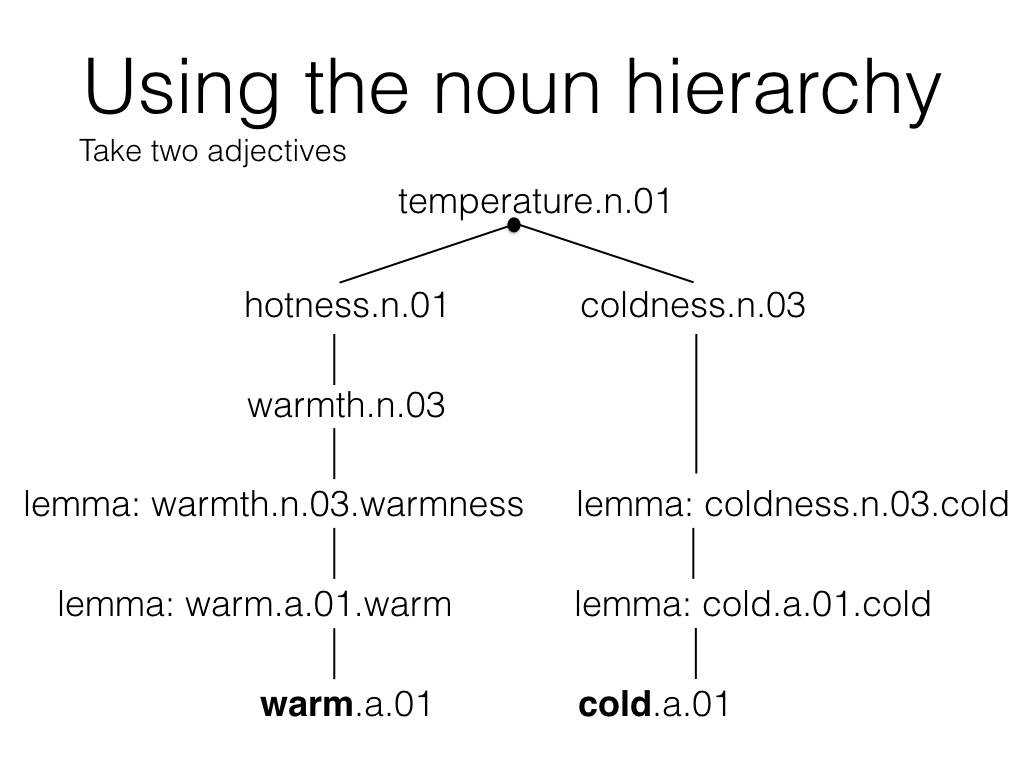 Using the noun hierarchy
Take two adjectives
temperature.n.01
hotness.n.01 coldness.n.03
warmth.n.03
lemma: warmth.n.03.warmness lemma: coldness.n.03.cold
lemma: warm.a.01.warm lemma: cold.a.01.cold
warm.a.01 cold.a.01